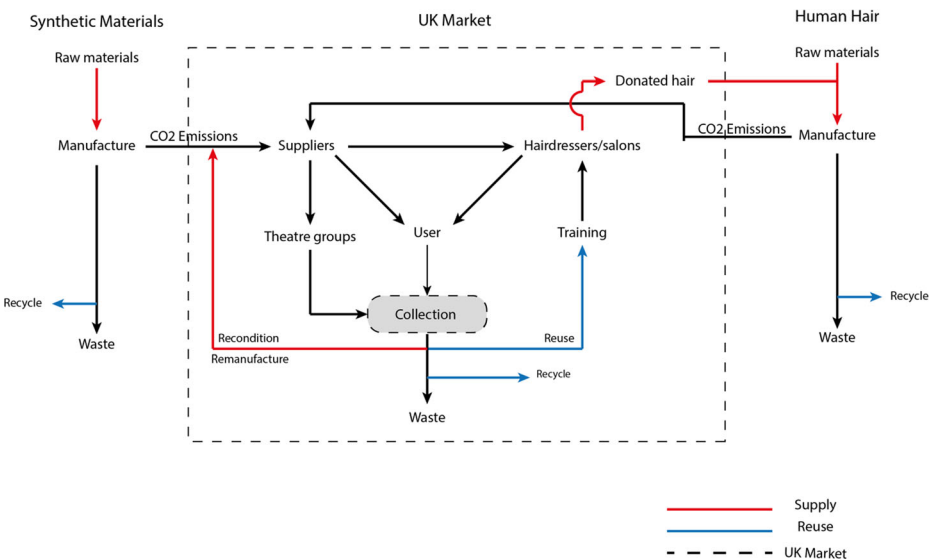 Synthetic Materials
UK Market
Human Hair
Raw materials
Raw materials
Donated hair
CO2 Emissions
CO2 Emissions
Manufacture
Suppliers
Hairdressers/salons
Manufacture
Theatre groups
User
Training
Recycle
Collection
Recycle
Waste
Recondition
Reuse
Waste
Remanufacture
Recycle
Waste
Supply
Reuse
UK Market